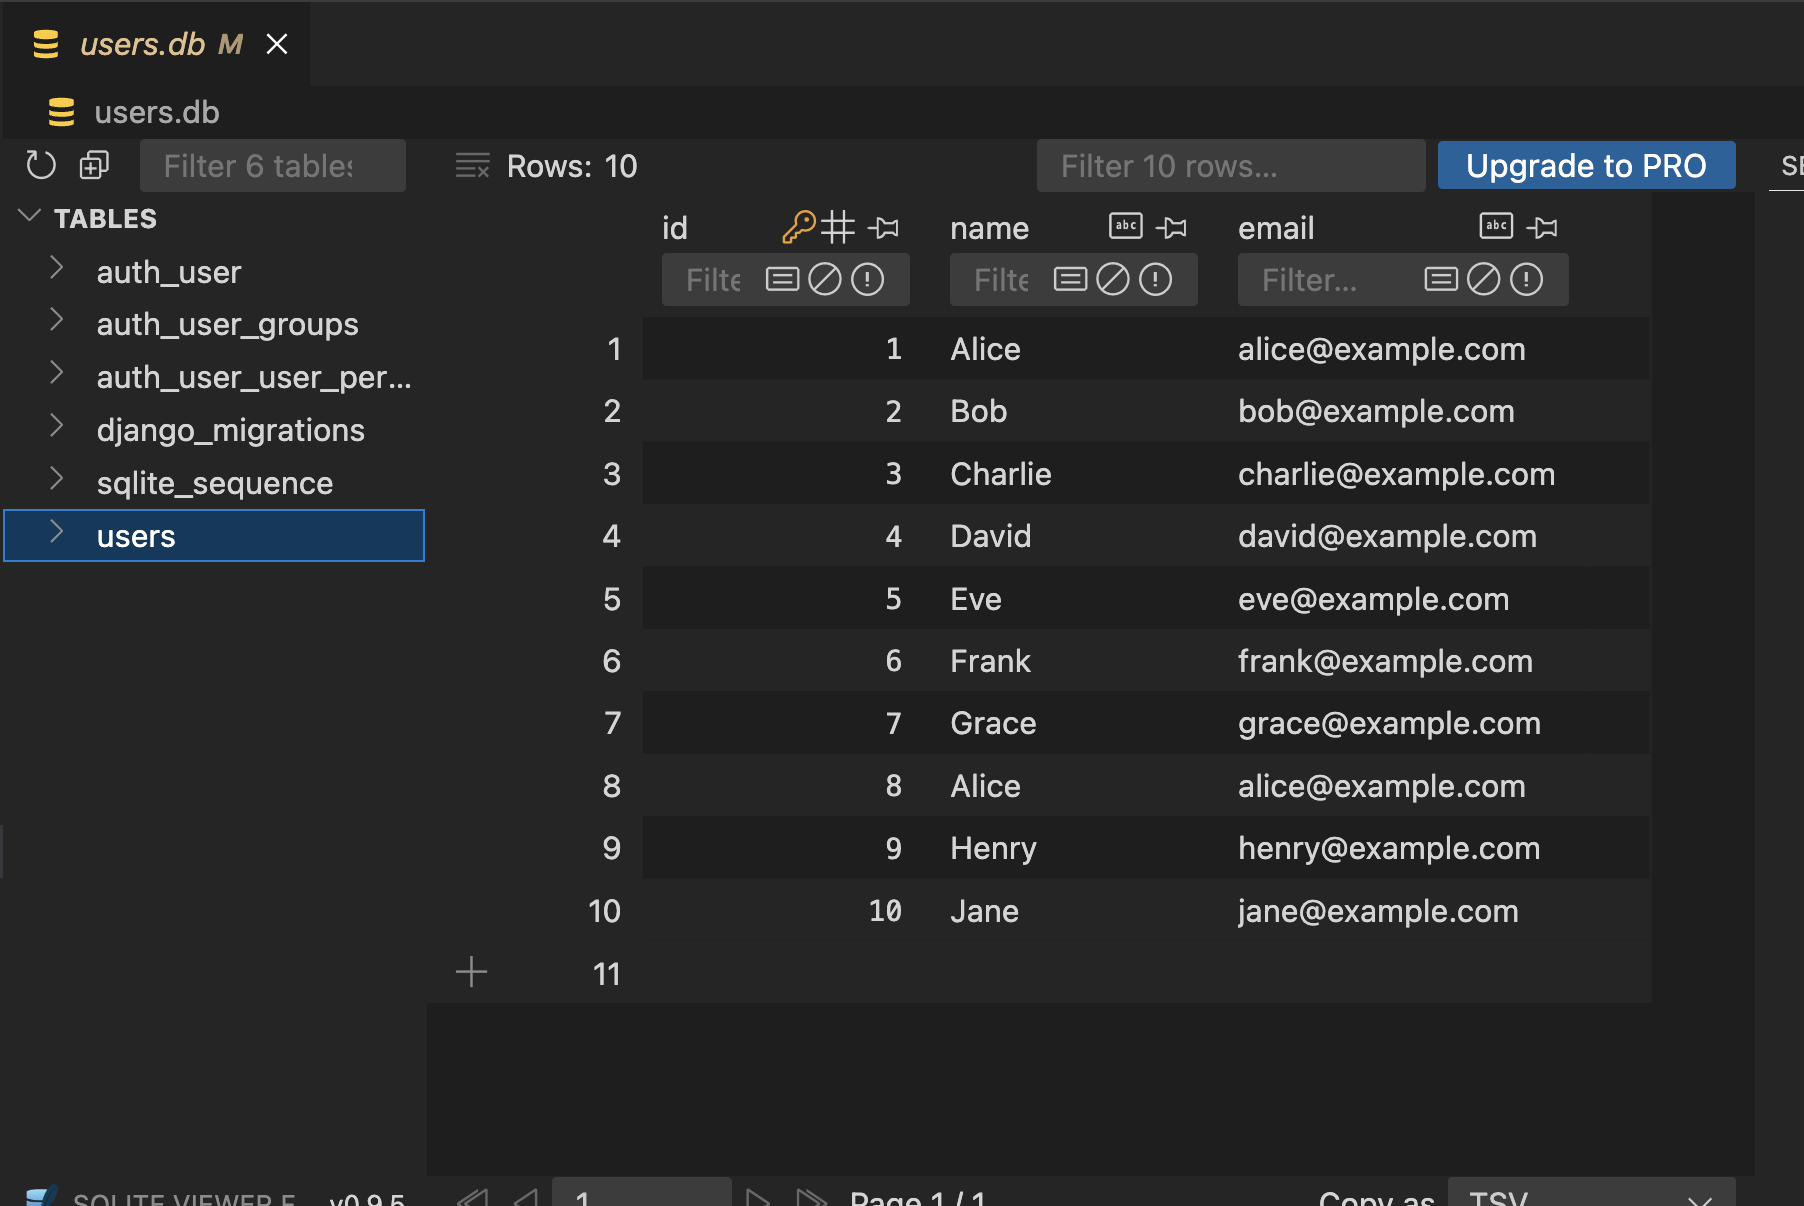 users.db M
users.db
Filter 6 tables
Rows: 10
Filter 10 rows...
Upgrade to PRO
TABLES
auth_user
auth_user_groups
auth_user_user_per...
django_migrations
sqlite_sequence
users
id name email
Filte Filte Filter...
1 1 Alice alice@example.com
2 2 Bob bob@example.com
3 3 Charlie charlie@example.com
4 4 David david@example.com
5 5 Eve eve@example.com
6 6 Frank frank@example.com
7 7 Grace grace@example.com
8 8 Alice alice@example.com
9 9 Henry henry@example.com
10 10 Jane jane@example.com
11
SQLITE VIEWER v0.9.5 1 Page 1 / 1 Copy as TSV